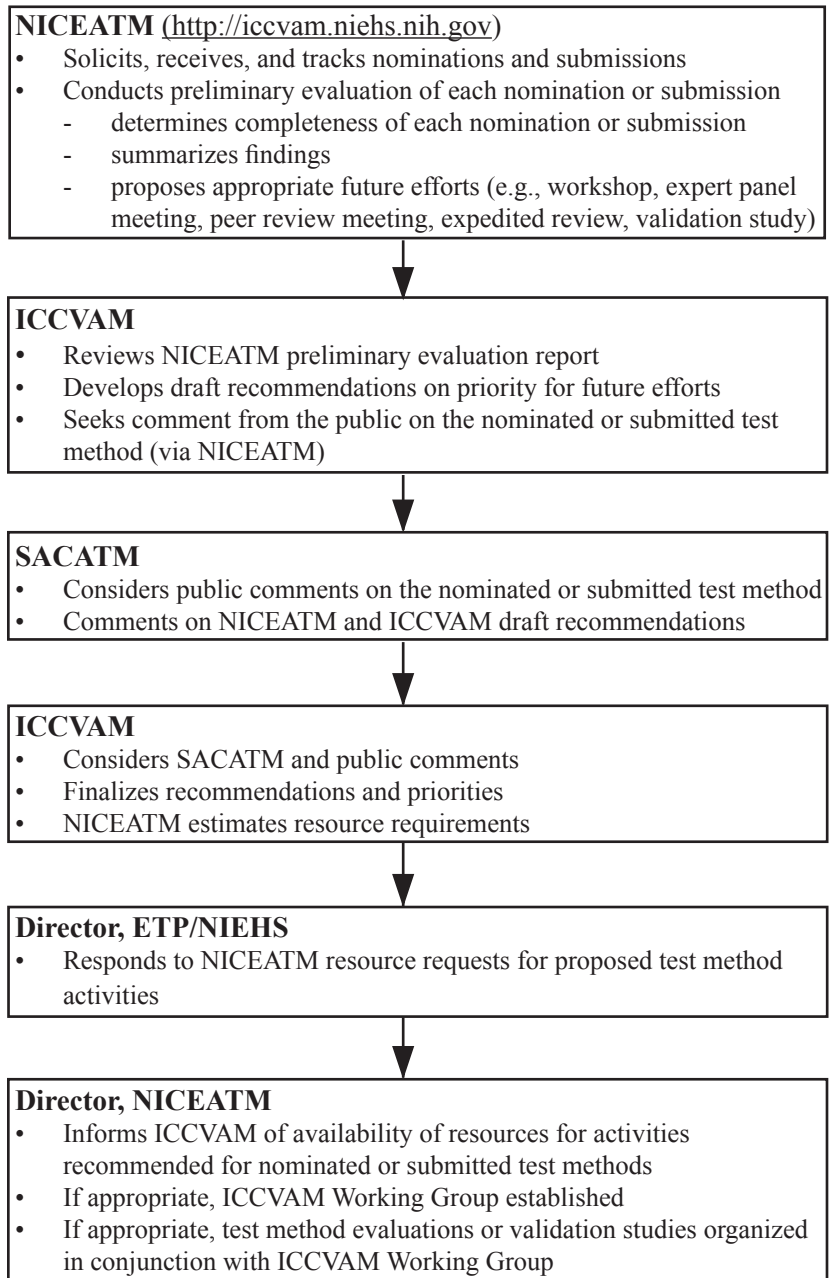 NICEATM (http://iccvam.niehs.nih.gov)
• Solicits, receives, and tracks nominations and submissions
• Conducts preliminary evaluation of each nomination or submission
- determines completeness of each nomination or submission
- summarizes findings
- proposes appropriate future efforts (e.g., workshop, expert panel
meeting, peer review meeting, expedited review, validation study)
ICCVAM
• Reviews NICEATM preliminary evaluation report
• Develops draft recommendations on priority for future efforts
• Seeks comment from the public on the nominated or submitted test
method (via NICEATM)
SACATM
• Considers public comments on the nominated or submitted test method
• Comments on NICEATM and ICCVAM draft recommendations
ICCVAM
• Considers SACATM and public comments
• Finalizes recommendations and priorities
• NICEATM estimates resource requirements
Director, ETP/NIEHS
• Responds to NICEATM resource requests for proposed test method
activities
Director, NICEATM
• Informs ICCVAM of availability of resources for activities
recommended for nominated or submitted test methods
• If appropriate, ICCVAM Working Group established
• If appropriate, test method evaluations or validation studies organized
in conjunction with ICCVAM Working Group